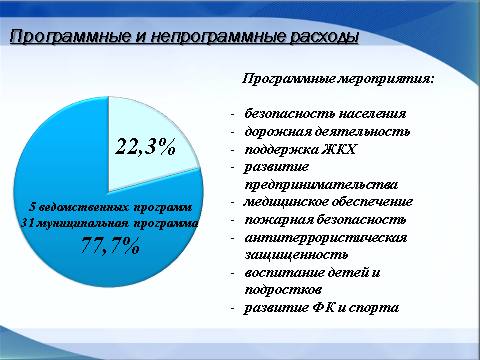 Программные и непрограммные расходы
Программные мероприятия:
22,3%
5 ведомственных программ
31 муниципальная программа
77,7%
- безопасность населения
- дорожная деятельность
- поддержка ЖКХ
- развитие
предпринимательства
- медицинское обеспечение
- пожарная безопасность
- антитеррористическая
защищенность
- воспитание детей и
подростков
- развитие ФК и спорта